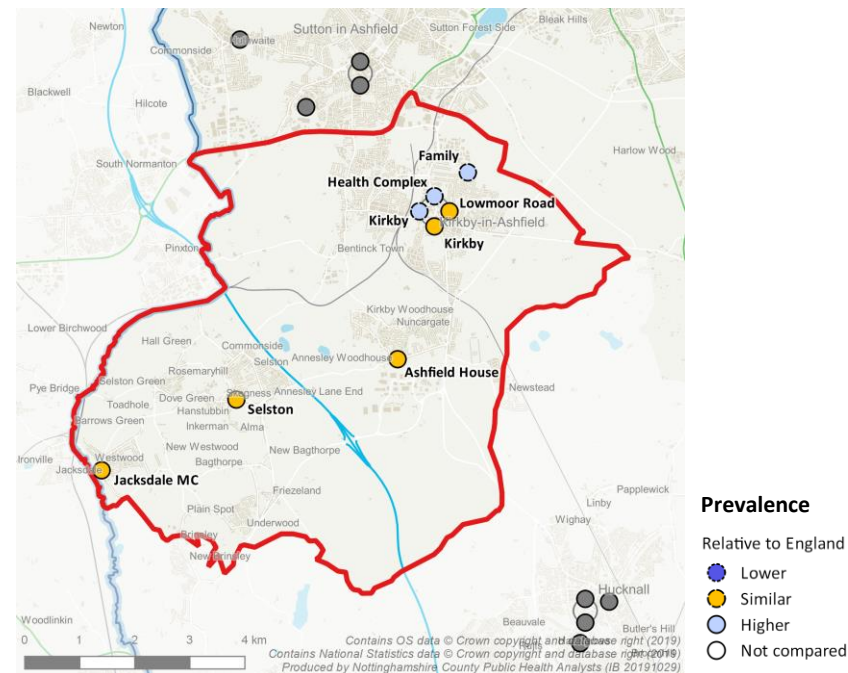 Newton
Sutton in Ashfield
Sutton Forest Side
Bleak Hills
Commonside
Blackwell
Hilcote
South Normanton
Harlow Wood
Family
Health Complex
Lowmoor Road
Kirkby
Kirkby-in-Ashfield
Kirkby
Pinxton
Bentinck Town
Kirkby Woodhouse
Nuncargate
Lower Birchwood
Hall Green
Commonside
Selston
Annesley Woodhouse
Rosemaryhill
Ashfield House
Pye Bridge
Selston Green
Annesley Lane End
Newstead
Toadhole
Dove Green
Hanstubbin
Selston
Barrows Green
Inkerman
Alma
New Westwood
New Bagthorpe
Ironville
Westwood
Bagthorpe
Jacksdale
Jacksdale MC
Friezeland
Papplewick
Linby
Plain Spot
Wighay
Underwood
Brinsley
New Brinsley
Hucknall
Woodlinkin
Beauvale
Butler's Hill
0 1 2 3 4 km
Contains OS data © Crown copyright and database right (2019)
Contains National Statistics data © Crown copyright and database right (2019)
Produced by Nottinghamshire County Public Health Analysts (IB 20191029)
Prevalence
Relative to England
Lower
Similar
Higher
Not compared